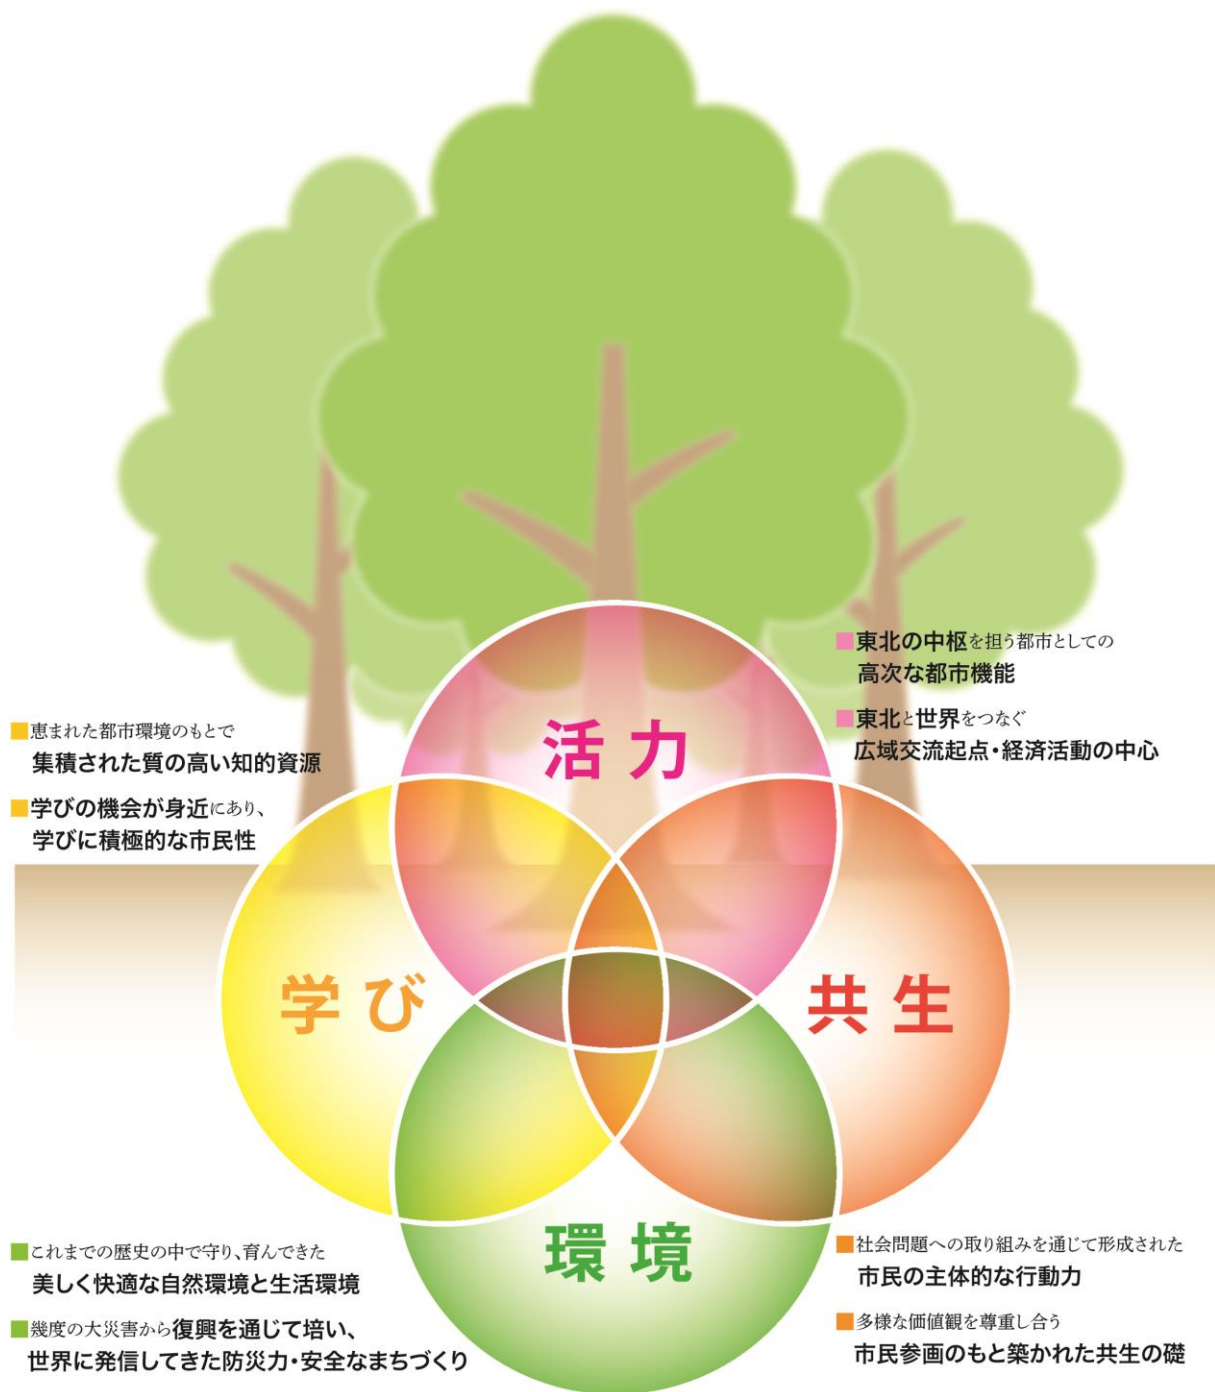 ■東北の中枢を担う都市としての
高次な都市機能
■東北と世界をつなぐ
広域交流起点・経済活動の中心
活力
■恵まれた都市環境のもとで
集積された質の高い知的資源
■学びの機会が身近にあり、
学びに積極的な市民性
学び
共生
環境
■これまでの歴史の中で守り、育んできた
美しく快適な自然環境と生活環境
■幾度の大災害から復興を通じて培い、
世界に発信してきた防災力・安全なまちづくり
■社会問題への取り組みを通じて形成された
市民の主体的な行動力
■多様な価値観を尊重し合う
市民参画のもと築かれた共生の礎